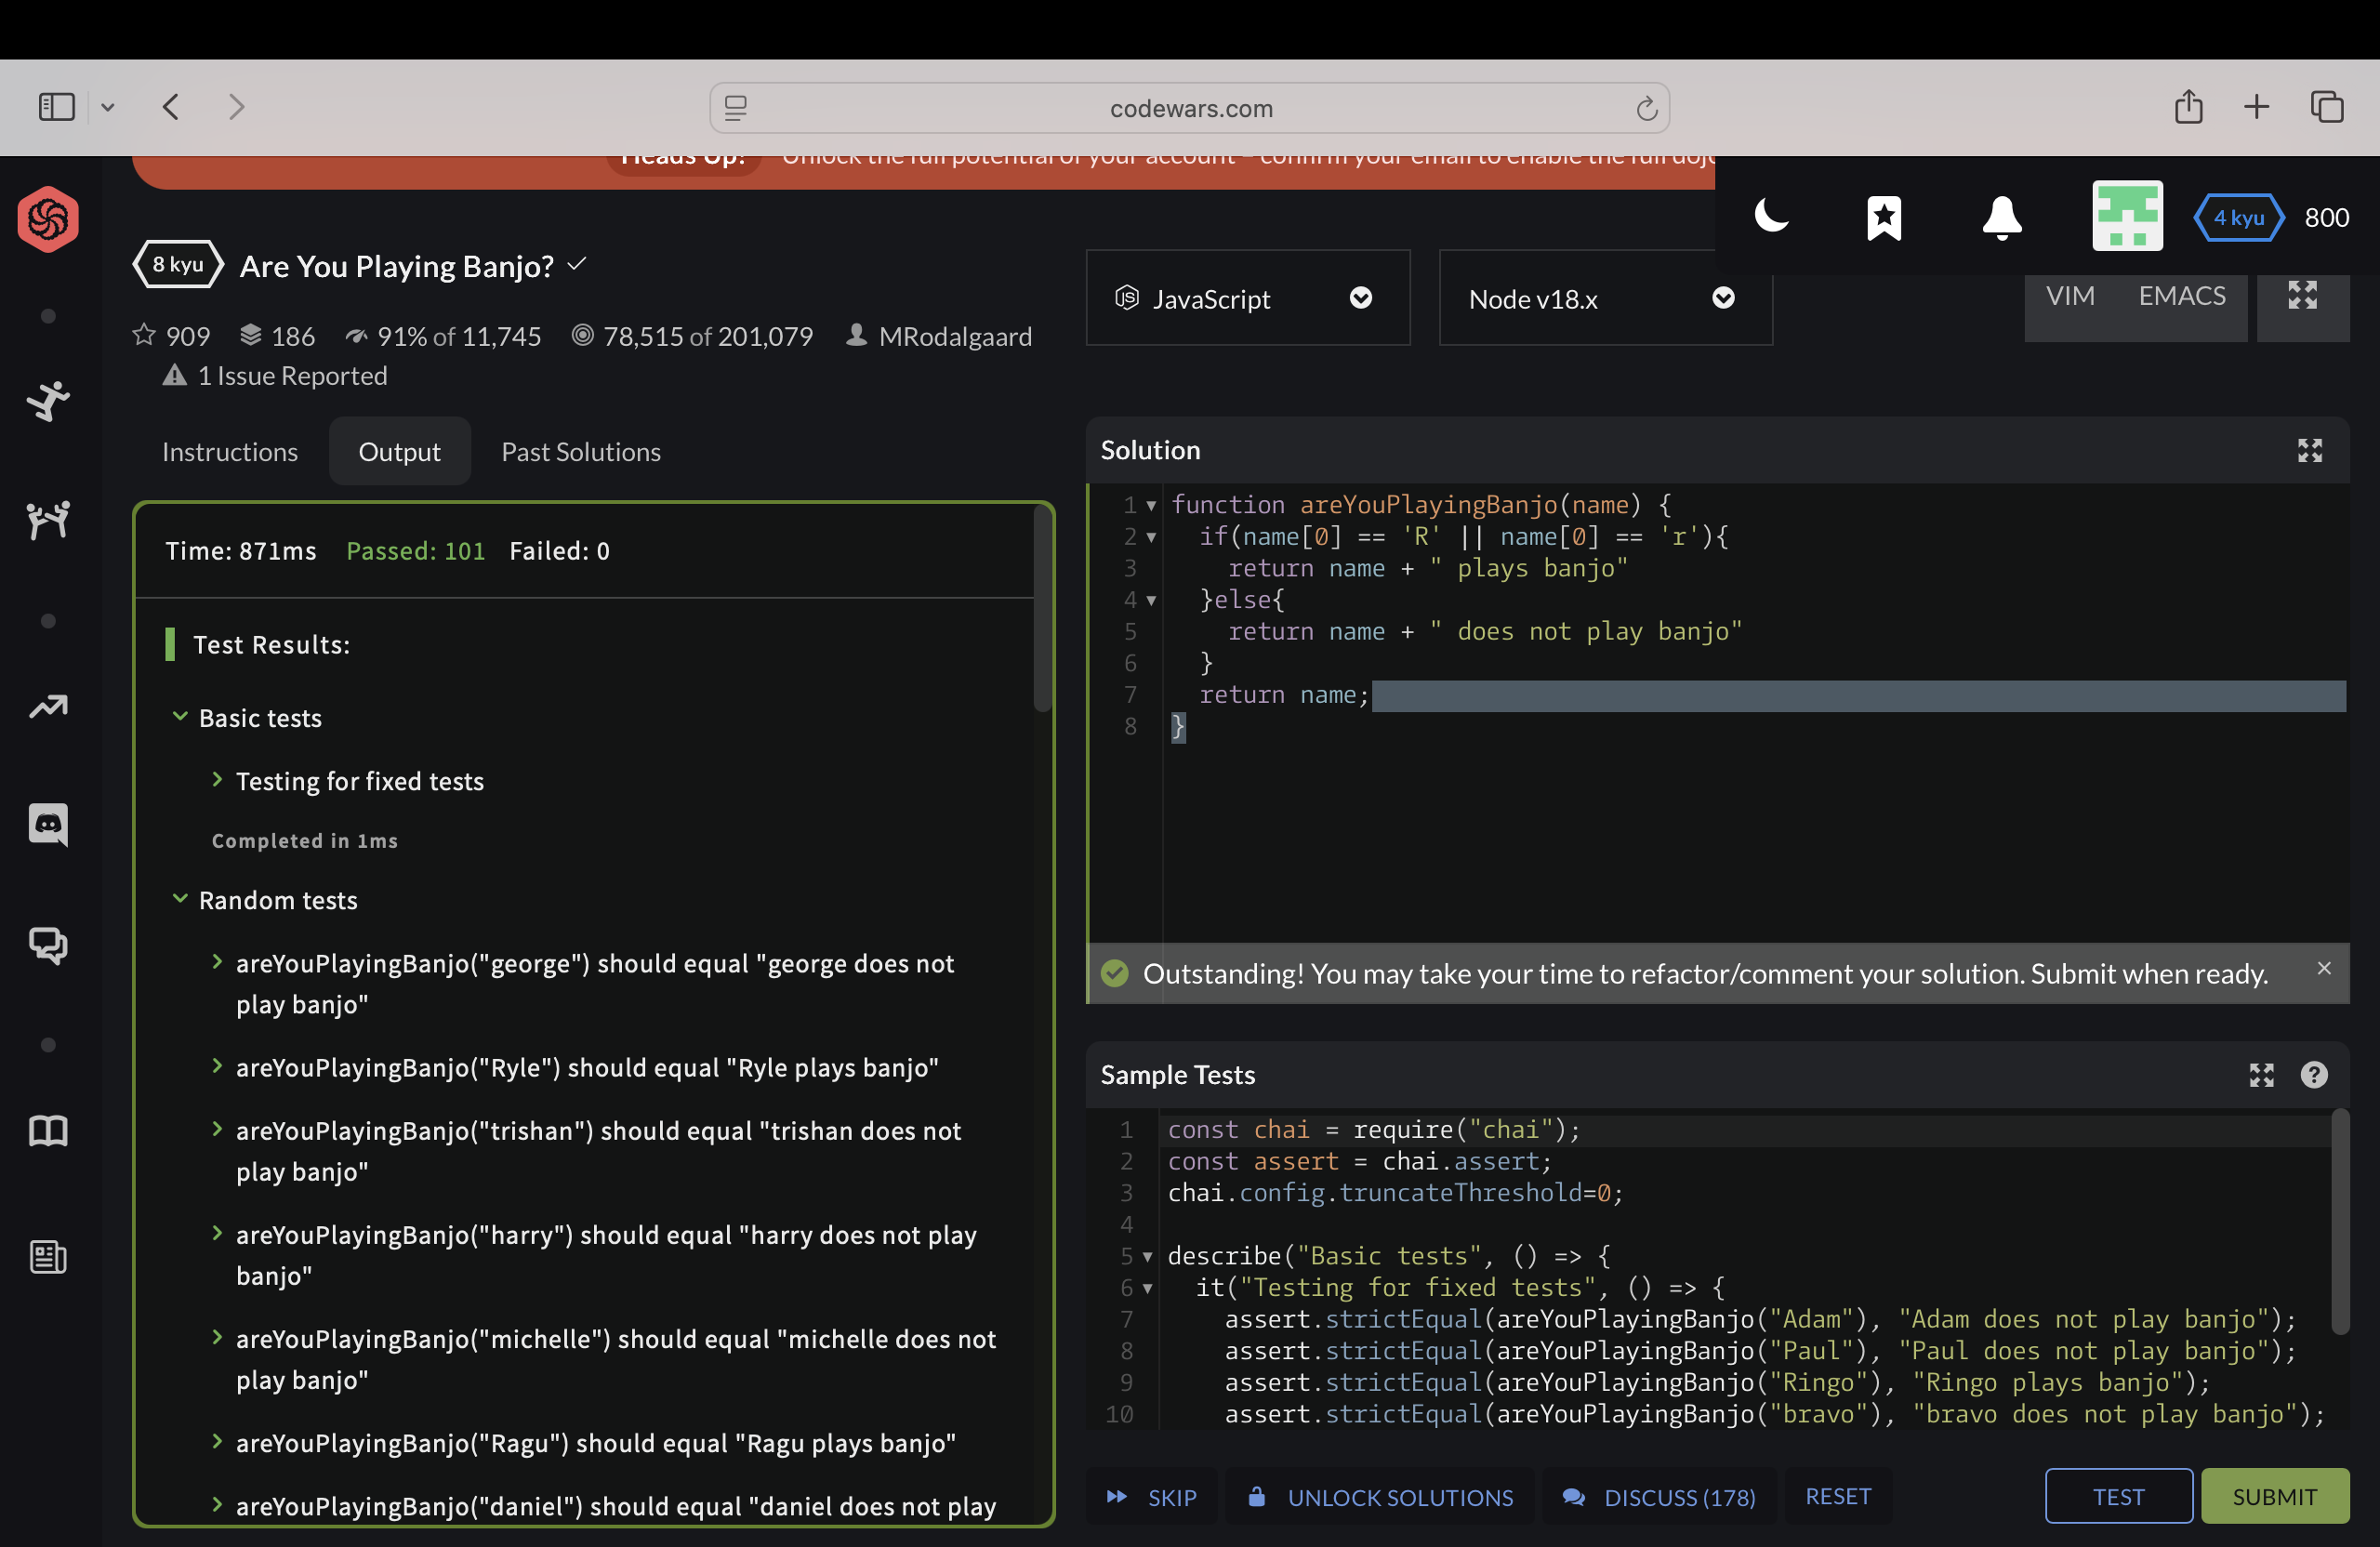 codewars.com
Heads Up! Unlock the full potential of your account – confirm your email to enable the full dojo
4 kyu 800
8 kyu Are You Playing Banjo?
909 186 91% of 11,745 78,515 of 201,079 MRodalgaard
1 Issue Reported
JavaScript Node v18.x VIM EMACS
Instructions Output Past Solutions
Time: 871ms Passed: 101 Failed: 0
Test Results:
Basic tests
Testing for fixed tests
Completed in 1ms
Random tests
areYouPlayingBanjo("george") should equal "george does not
play banjo"
areYouPlayingBanjo("Ryle") should equal "Ryle plays banjo"
areYouPlayingBanjo("trishan") should equal "trishan does not
play banjo"
areYouPlayingBanjo("harry") should equal "harry does not play
banjo"
areYouPlayingBanjo("michelle") should equal "michelle does not
play banjo"
areYouPlayingBanjo("Ragu") should equal "Ragu plays banjo"
areYouPlayingBanjo("daniel") should equal "daniel does not play
Solution
1 function areYouPlayingBanjo(name) {
2 if(name[0] == 'R' || name[0] == 'r'){
3 return name + " plays banjo"
4 }else{
5 return name + " does not play banjo"
6 }
7 return name;
8 }
Outstanding! You may take your time to refactor/comment your solution. Submit when ready.
Sample Tests
1 const chai = require("chai");
2 const assert = chai.assert;
3 chai.config.truncateThreshold=0;
4
5 describe("Basic tests", () => {
6 it("Testing for fixed tests", () => {
7 assert.strictEqual(areYouPlayingBanjo("Adam"), "Adam does not play banjo");
8 assert.strictEqual(areYouPlayingBanjo("Paul"), "Paul does not play banjo");
9 assert.strictEqual(areYouPlayingBanjo("Ringo"), "Ringo plays banjo");
10 assert.strictEqual(areYouPlayingBanjo("bravo"), "bravo does not play banjo");
SKIP UNLOCK SOLUTIONS DISCUSS (178) RESET TEST SUBMIT